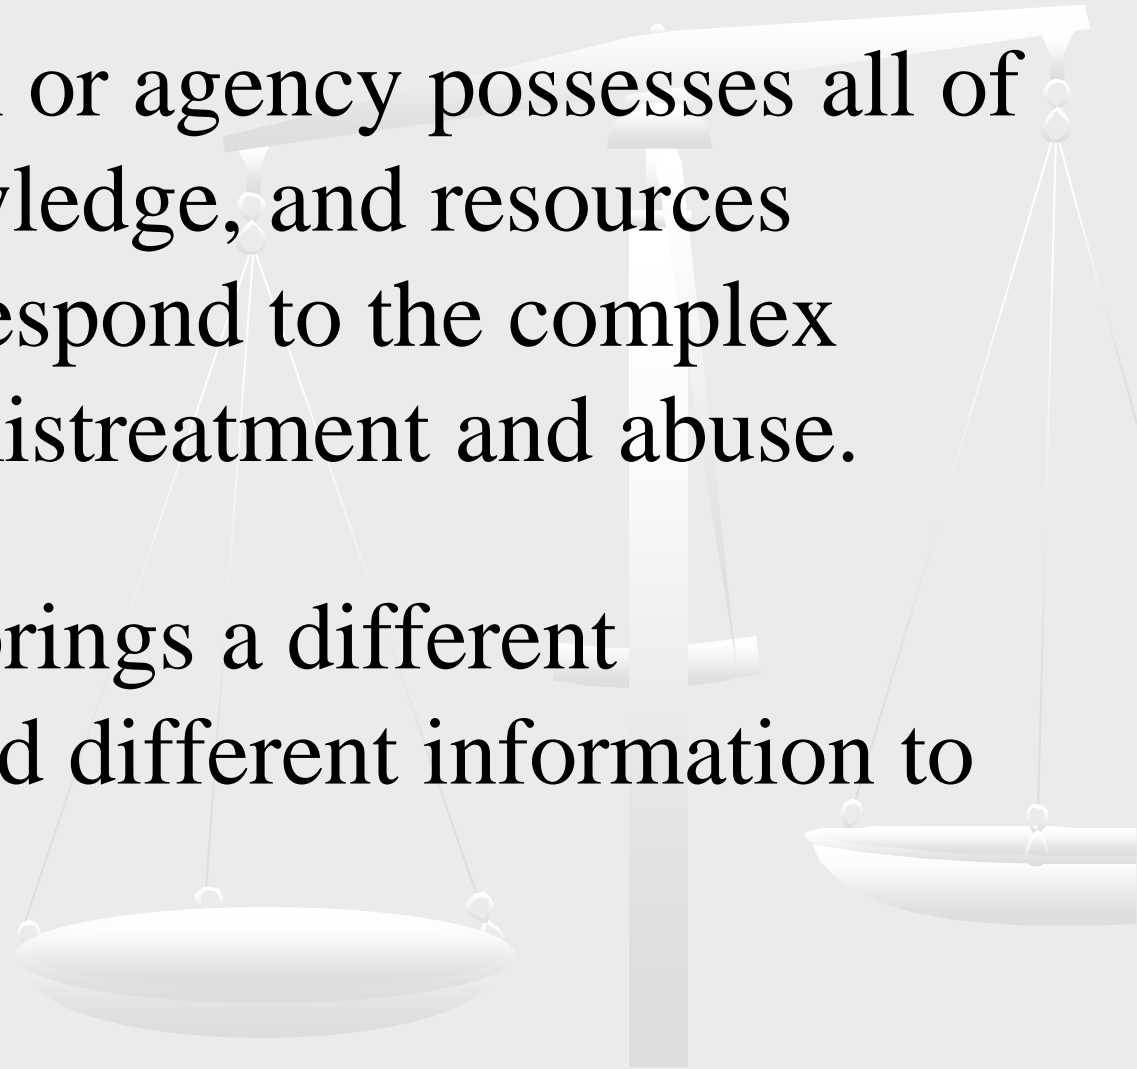 or agency possesses all of
ledge, and resources
espond to the complex
istreatment and abuse.
rings a different
d different information to